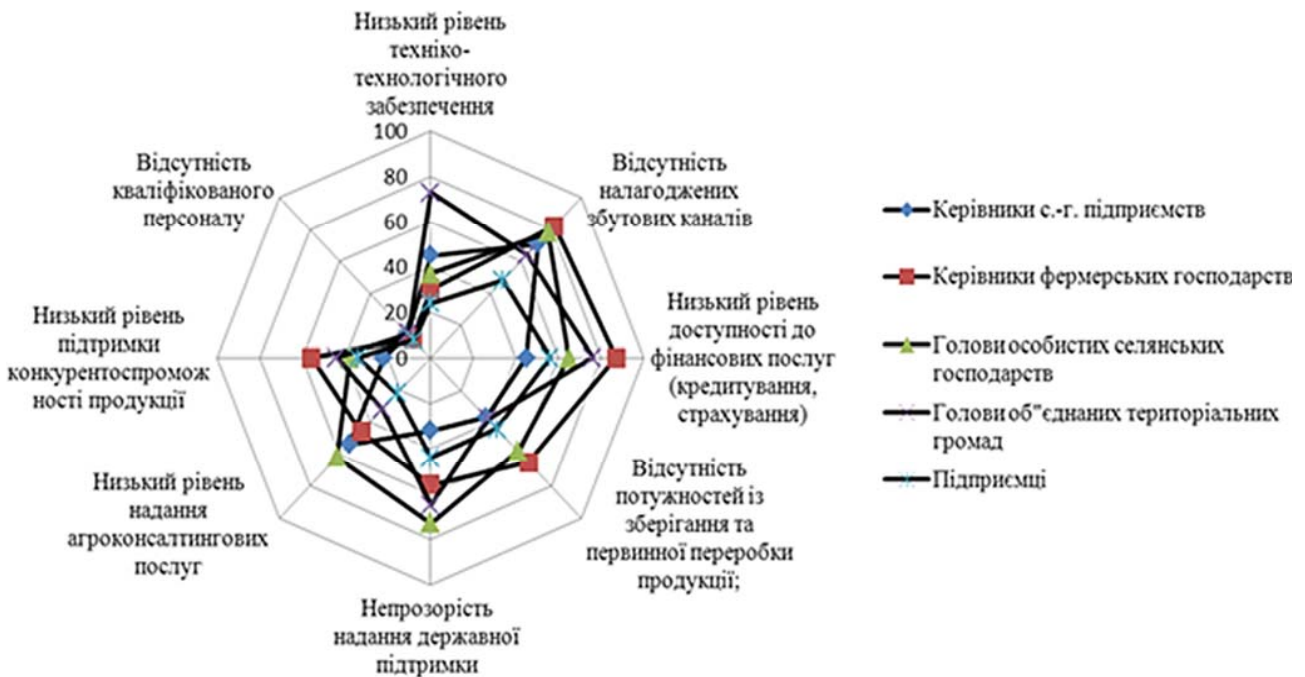 Низький рівень
техніко-
технологічного
забезпечення
100
80
60
40
20
0
Відсутність
налагоджених
збутових каналів
Низький рівень
доступності до
фінансових послуг
(кредитування,
страхування)
Відсутність
потужностей із
зберігання та
первинної переробки
продукції;
Непрозорість
надання державної
підтримки
Низький рівень
надання
агроконсалтингових
послуг
Низький рівень
підтримки
конкурентоспромож
ності продукції
Відсутність
кваліфікованого
персоналу
Керівники с.-г. підприємств
Керівники фермерських господарств
Голови особистих селянських
господарств
Голови об"єднаних територіальних
громад
Підприємці